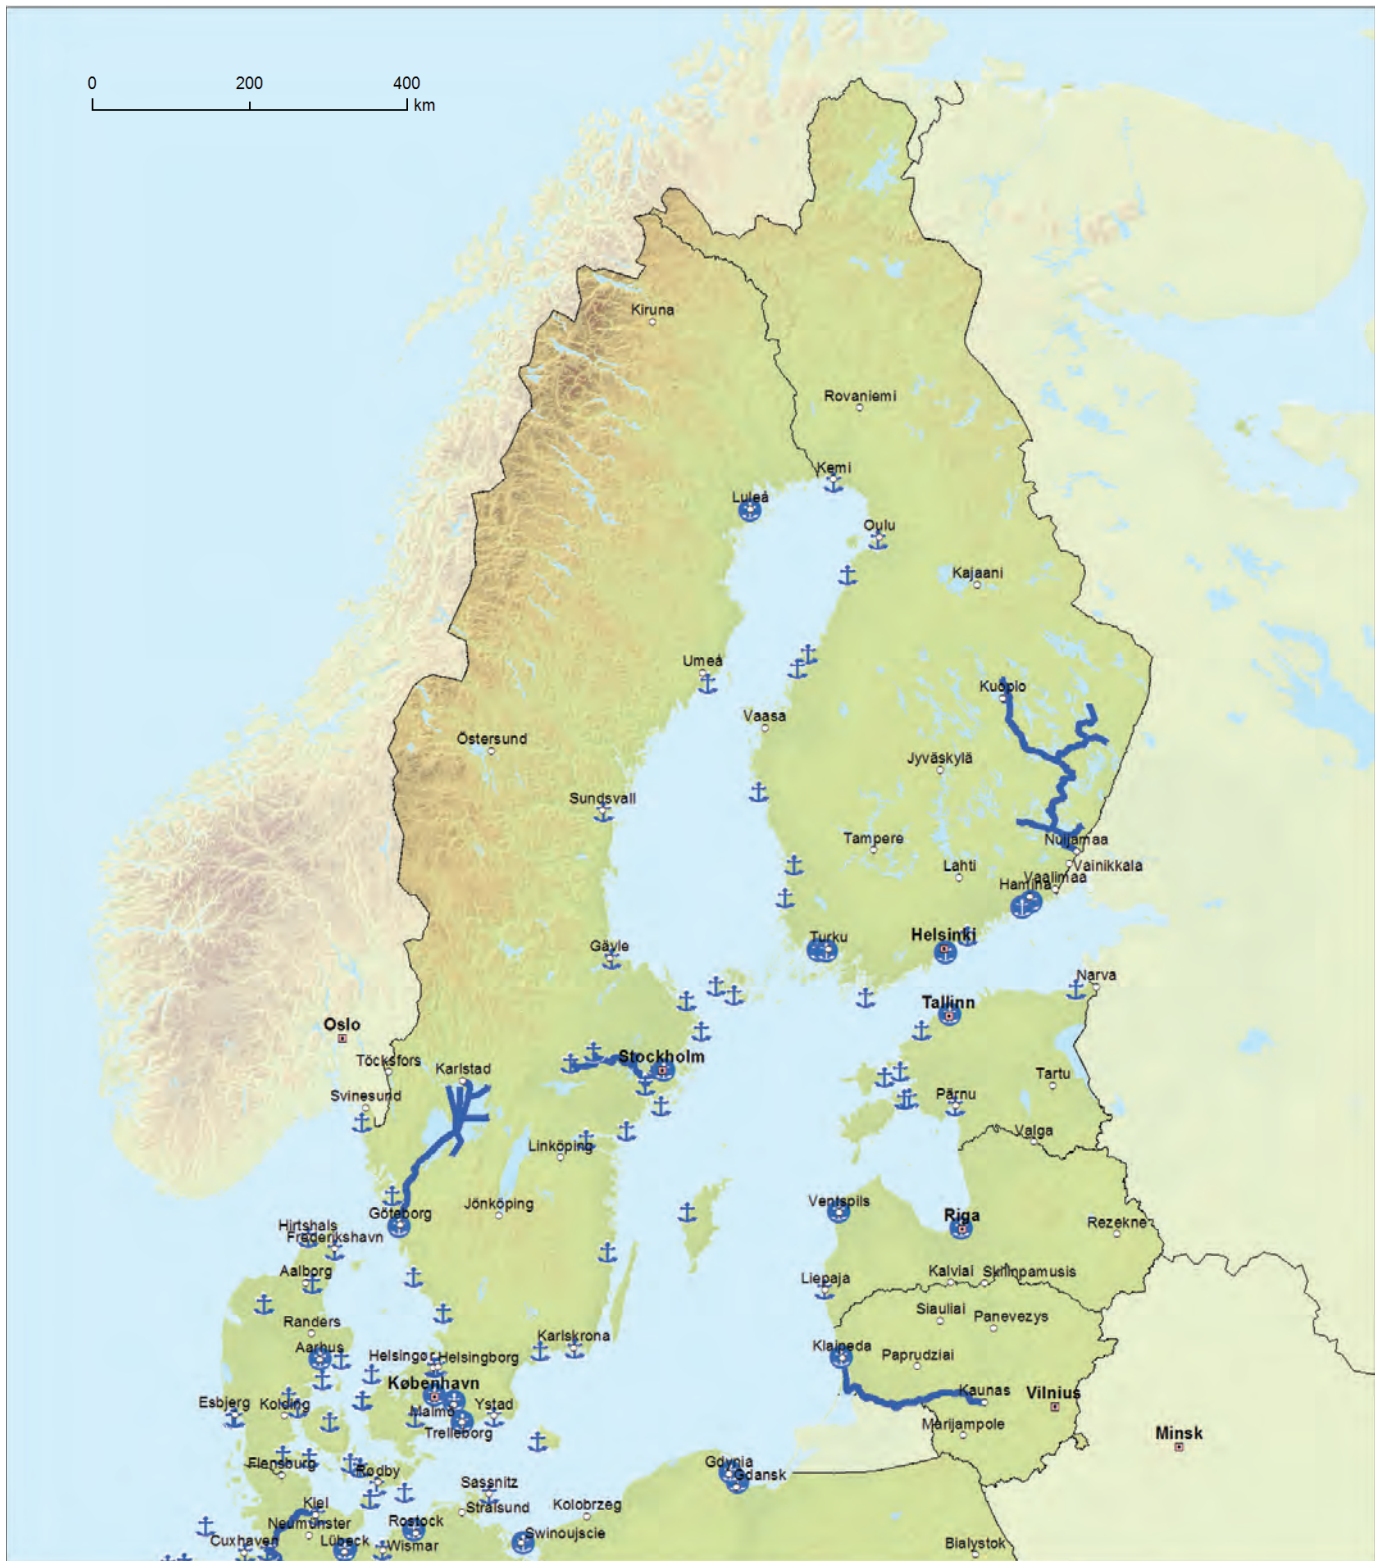 0 200 400
km
Kiruna
Rovaniemi
Kemi
Luleå
Oulu
Kajaani
Umeå
Kuopio
Vaasa
Östersund
Jyväskylä
Sundsvall
Tampere
Nuijamaa
Lahti
Vainikkala
Vaalimaa
Hamina
Turku
Helsinki
Gävle
Narva
Tallinn
Oslo
Töcksfors
Karlstad
Stockholm
Tartu
Svinesund
Pärnu
Linköping
Valga
Jönköping
Ventspils
Göteborg
Riga
Rezekne
Hirtshals
Frederikshavn
Aalborg
Liepaja
Kalviai
Skilinpamusis
Siauliai
Panevezys
Randers
Karlskrona
Aarhus
Helsingør
Helsingborg
Klaipeda
Paprudziai
København
Kaunas
Vilnius
Esbjerg
Kolding
Malmö
Ystad
Trelleborg
Marijampole
Minsk
Flensburg
Rødby
Gdynia
Gdansk
Sassnitz
Kiel
Stralsund
Kolobrzeg
Neumünster
Rostock
Cuxhaven
Lübeck
Wismar
Swinoujscie
Bialystok